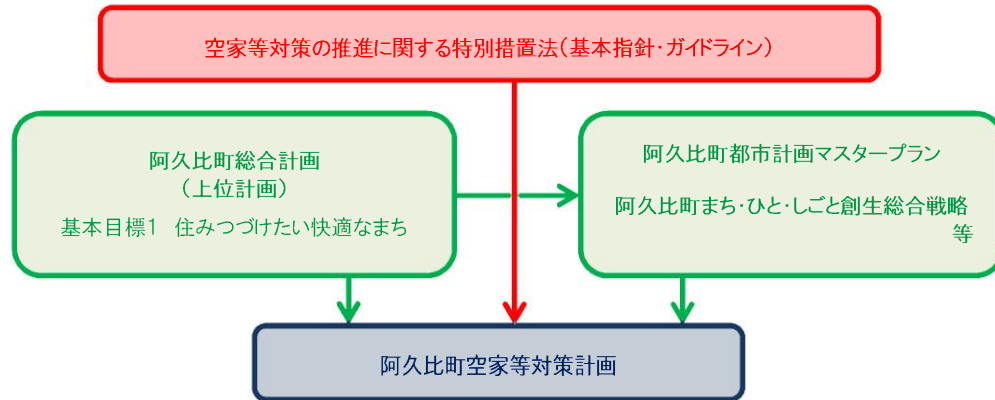 空家等対策の推進に関する特別措置法(基本指針・ガイドライン)
阿久比町総合計画
(上位計画)
基本目標1　住みつづけたい快適なまち
阿久比町都市計画マスタープラン
阿久比町まち・ひと・しごと創生総合戦略
等
阿久比町空家等対策計画